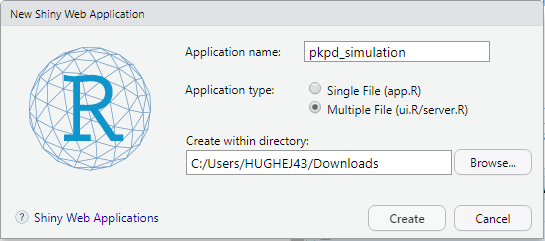 New Shiny Web Application
Application name: pkpd_simulation
Application type: Single File (app.R)
Multiple File (ui.R/server.R)
R
Create within directory:
C:/Users/HUGHEJ43/Downloads Browse...
? Shiny Web Applications Create Cancel